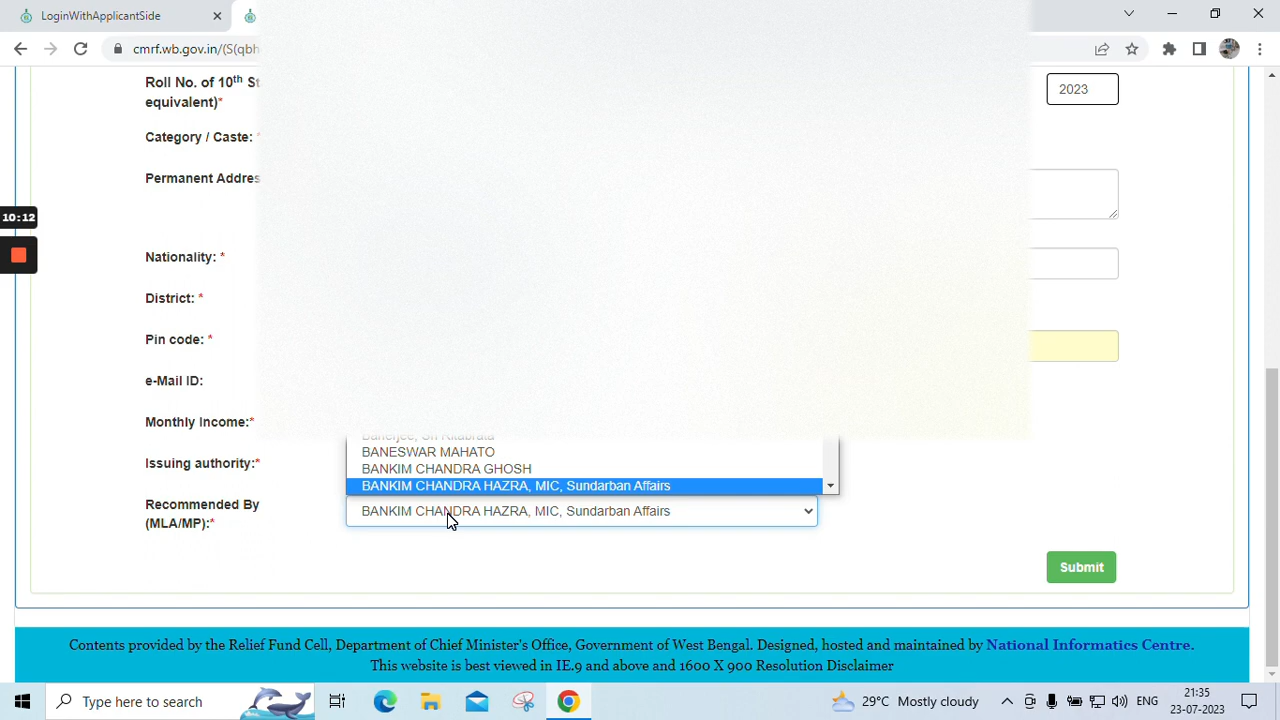 LoginWithApplicantSide
cmrf.wb.gov.in/(S(qbh
Roll No. of 10th St
equivalent)*
2023
Category / Caste: *
Permanent Addres
10:12
Nationality: *
District: *
Pin code: *
e-Mail ID:
Monthly Income:*
Banerjee, Sri Ritabrata
BANESWAR MAHATO
BANKIM CHANDRA GHOSH
Issuing authority:*
BANKIM CHANDRA HAZRA, MIC, Sundarban Affairs
Recommended By
(MLA/MP):*
BANKIM CHANDRA HAZRA, MIC, Sundarban Affairs
Submit
Contents provided by the Relief Fund Cell, Department of Chief Minister's Office, Government of West Bengal. Designed, hosted and maintained by National Informatics Centre.
This website is best viewed in IE.9 and above and 1600 X 900 Resolution Disclaimer
Type here to search
29°C Mostly cloudy
ENG
21:35
23-07-2023